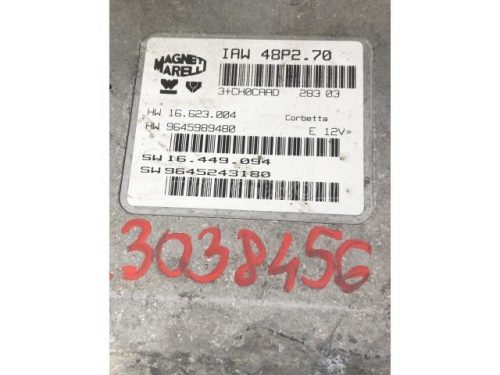 MAGNETI MARELLI
IAW 48P2.70
3+CH0CAAD 283 03
HW 16.623.004 Corbetta
HW 9645989480 E 12V=
SW 16.449.094
SW 9645243180
3038456